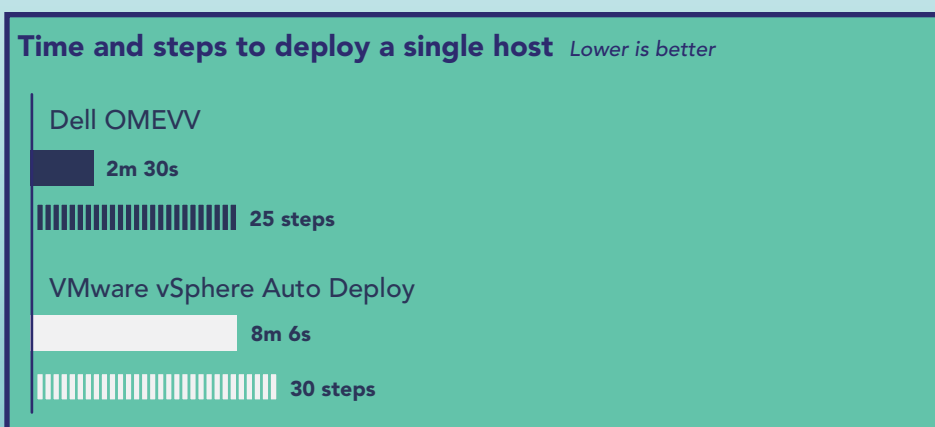 Time and steps to deploy a single host Lower is better
Dell OMEVV
2m 30s
25 steps
VMware vSphere Auto Deploy
8m 6s
30 steps